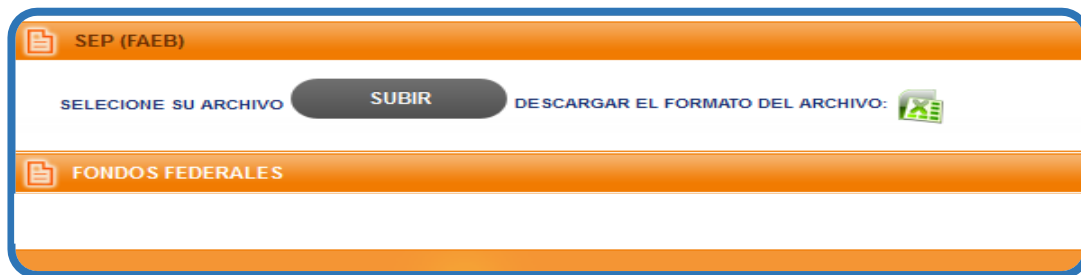 SEP (FAEB)
SELECIONE SU ARCHIVO SUBIR DESCARGAR EL FORMATO DEL ARCHIVO:
FONDOS FEDERALES